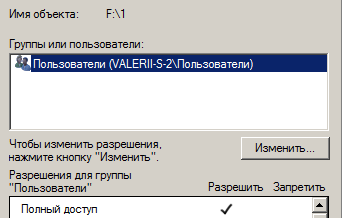 Имя объекта: F:\1
Группы или пользователи:
Пользователи (VALERII-S-2\Пользователи)
Чтобы изменить разрешения,
нажмите кнопку "Изменить".
Изменить...
Разрешения для группы
"Пользователи" Разрешить Запретить
Полный доступ